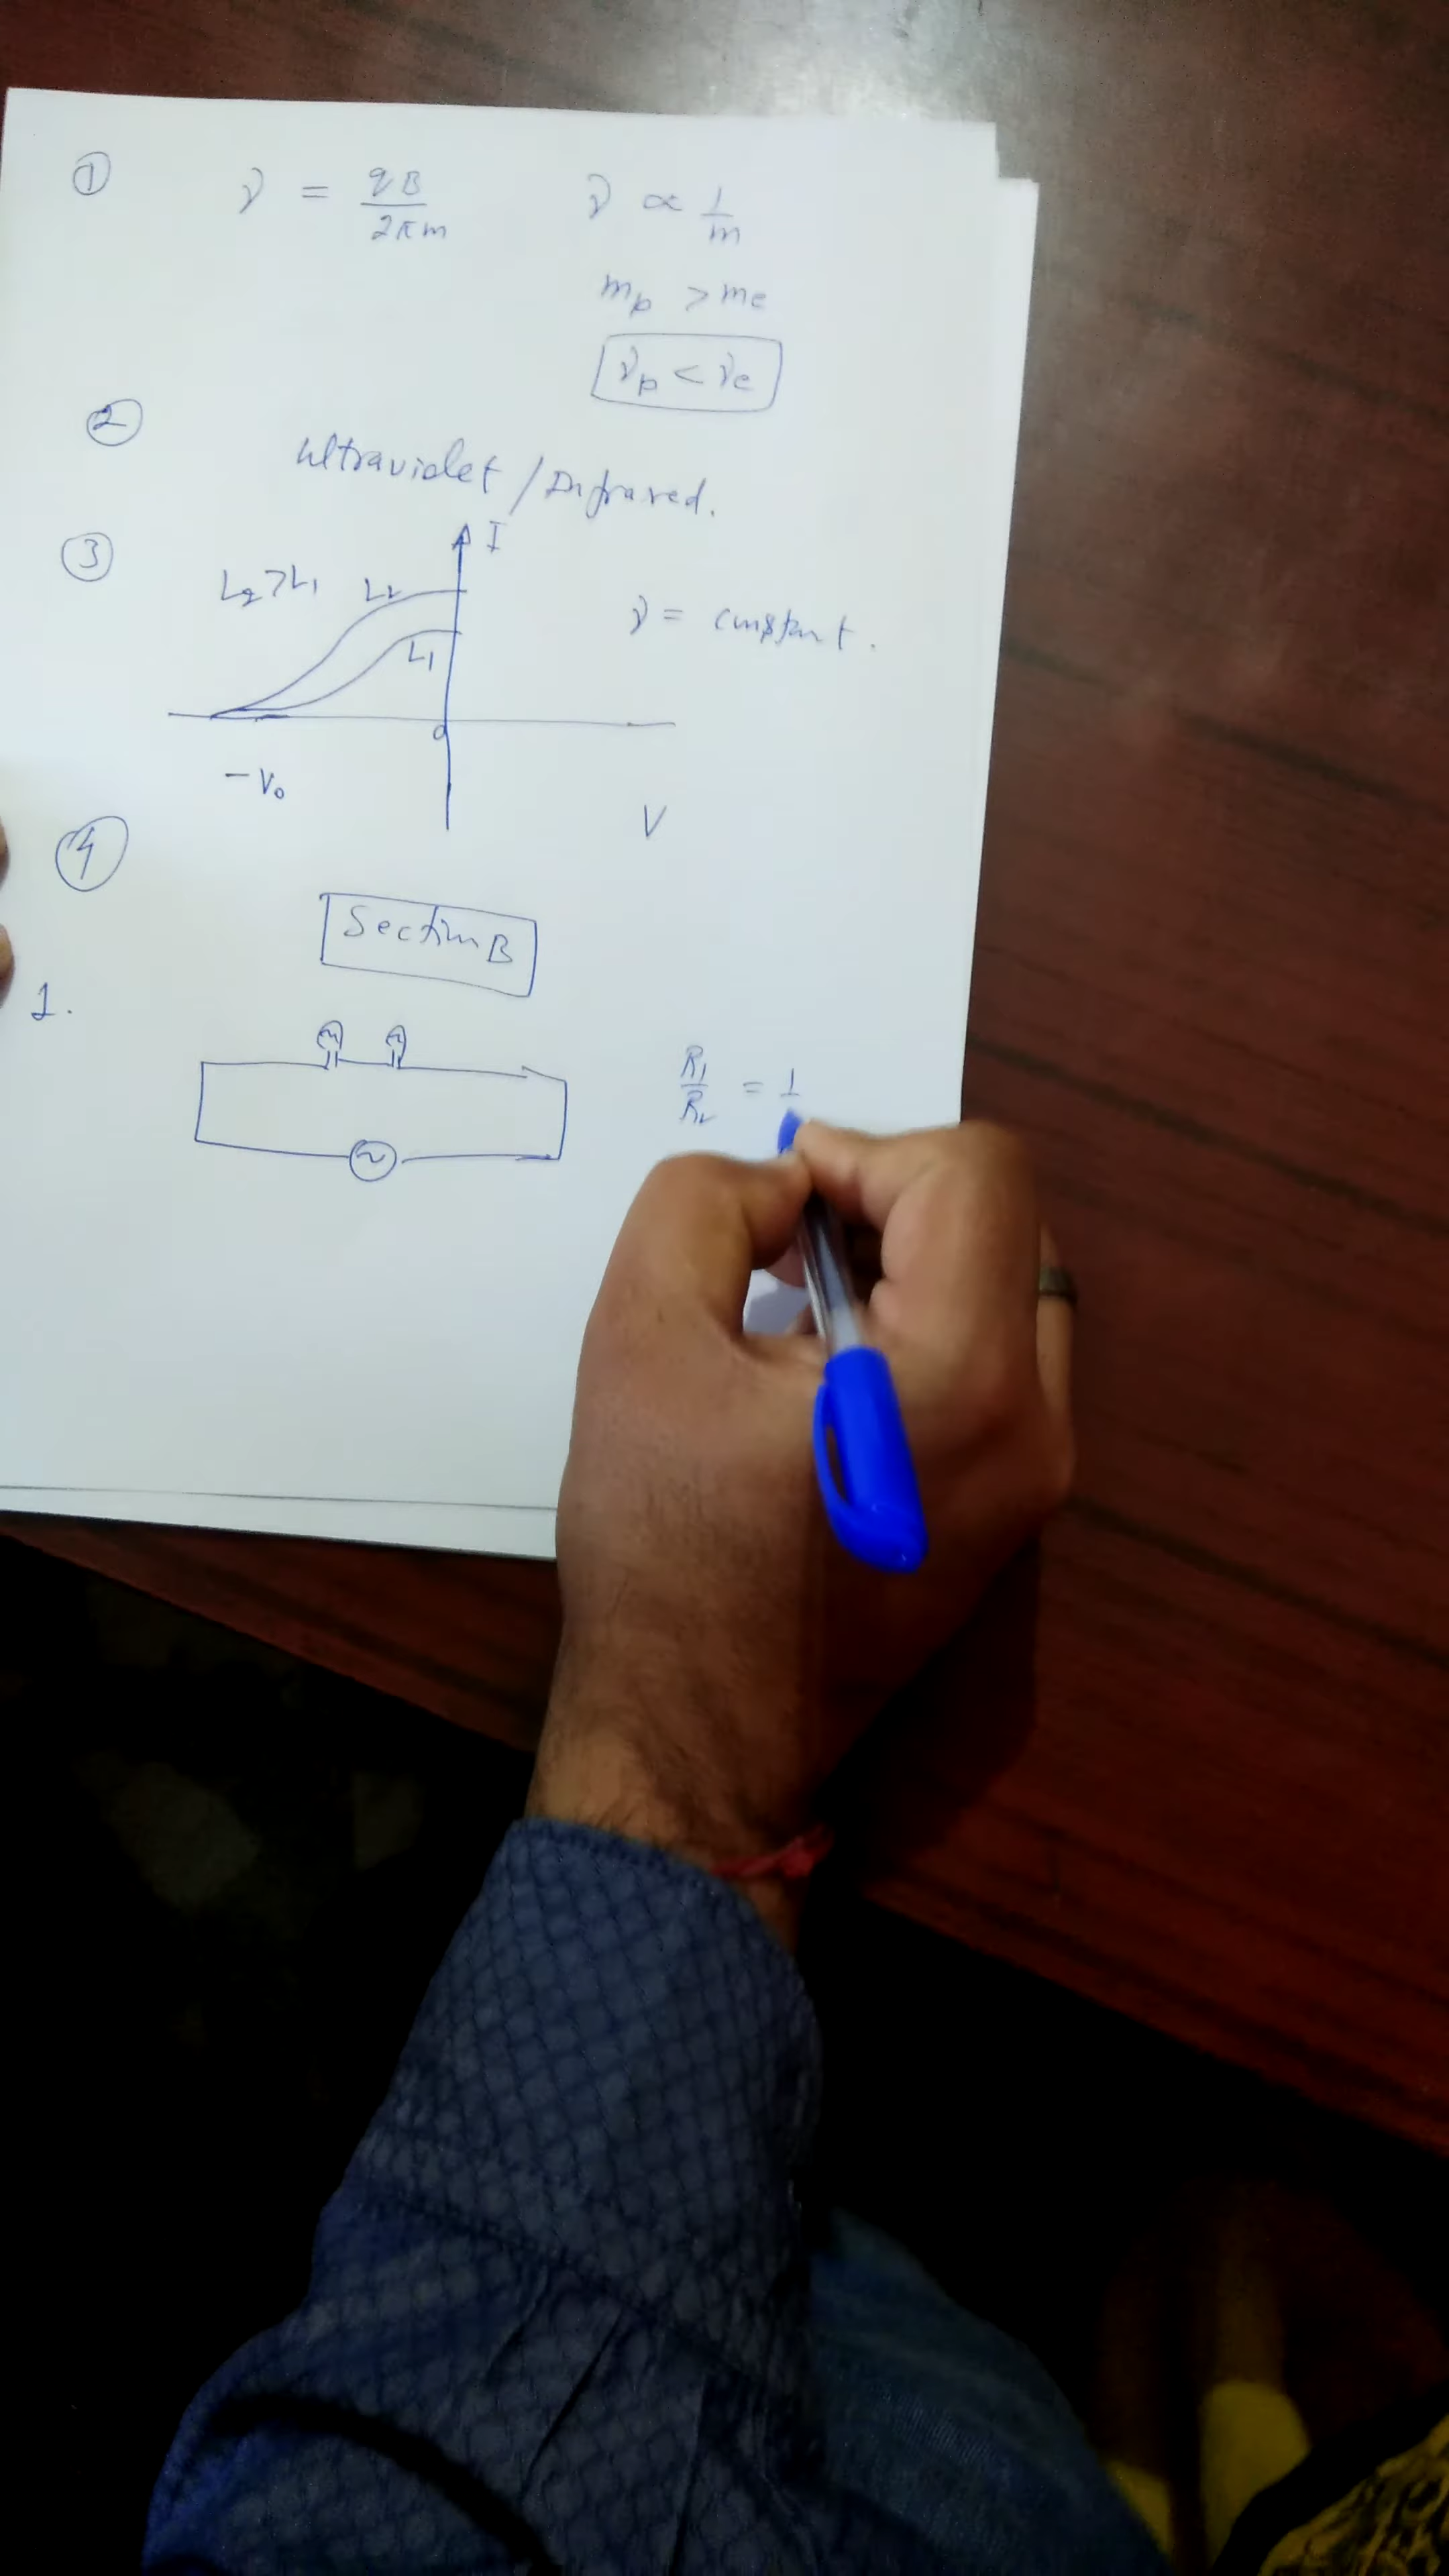 ①
ν = qB / 2πm
ν ∝ 1/m
mp > me
νp < νe
②
ultraviolet / Infrared.
③
I
L2 > L1
L2
L1
ν = constant.
0
-V0
V
④
Section B
1.
~
R1/R2 = 1